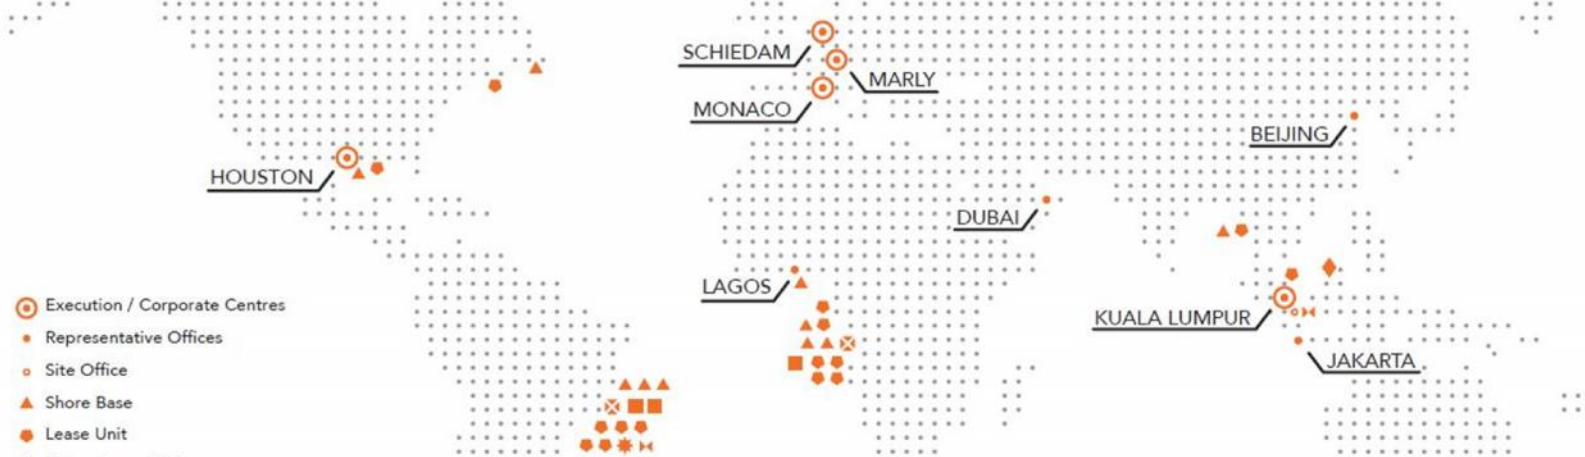 SCHIEDAM
MARLY
MONACO
BEIJING
HOUSTON
DUBAI
LAGOS
KUALA LUMPUR
JAKARTA
Execution / Corporate Centres
Representative Offices
Site Office
Shore Base
Lease Unit